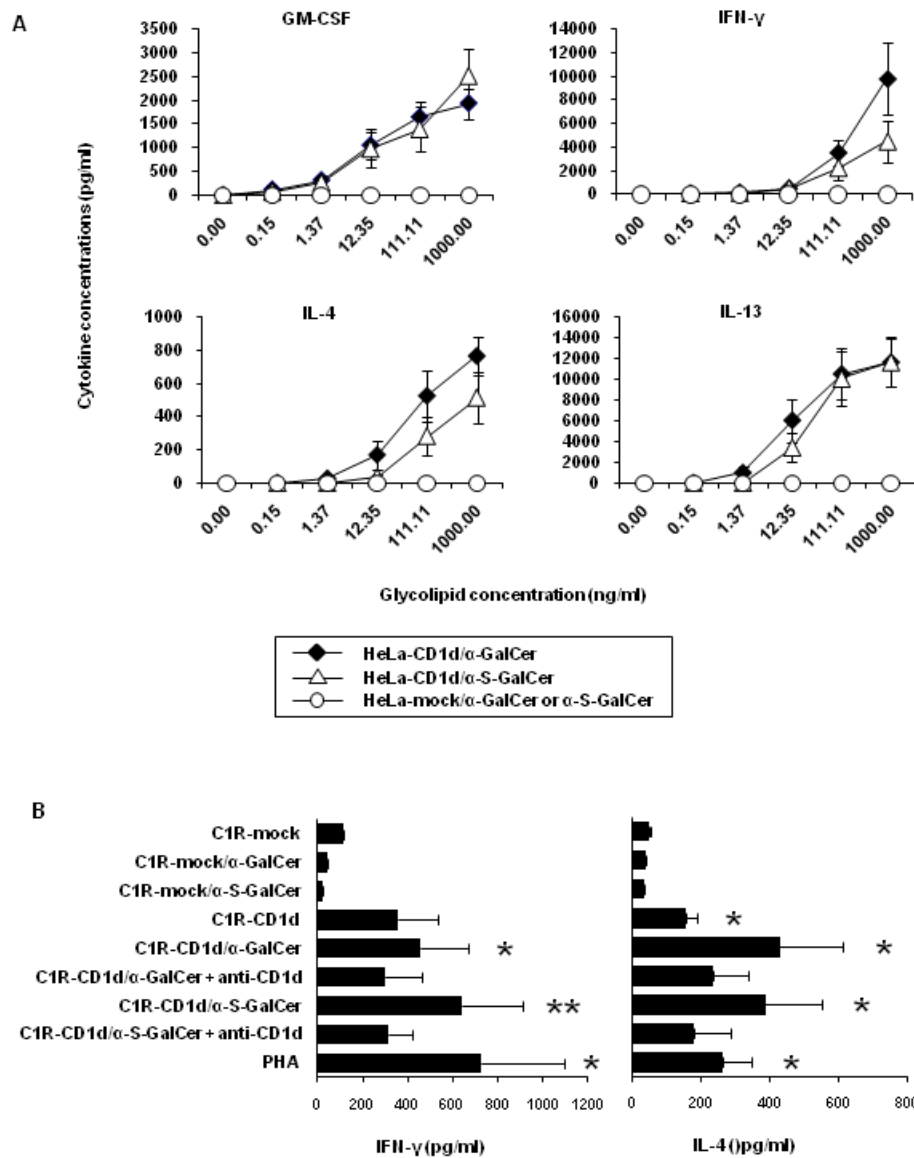 A
GM-CSF
3500
3000
2500
2000
1500
1000
500
0
0.00 0.15 1.37 12.35 111.11 1000.00
IFN-γ
14000
12000
10000
8000
6000
4000
2000
0
0.00 0.15 1.37 12.35 111.11 1000.00
Cytokine concentrations (pg/ml)
IL-4
1000
800
600
400
200
0
0.00 0.15 1.37 12.35 111.11 1000.00
IL-13
16000
14000
12000
10000
8000
6000
4000
2000
0
0.00 0.15 1.37 12.35 111.11 1000.00
Glycolipid concentration (ng/ml)
HeLa-CD1d/α-GalCer
HeLa-CD1d/α-S-GalCer
HeLa-mock/α-GalCer or α-S-GalCer
B
C1R-mock
C1R-mock/α-GalCer
C1R-mock/α-S-GalCer
C1R-CD1d
C1R-CD1d/α-GalCer
C1R-CD1d/α-GalCer + anti-CD1d
C1R-CD1d/α-S-GalCer
C1R-CD1d/α-S-GalCer + anti-CD1d
PHA
*
**
*
0 200 400 600 800 1000 1200
IFN-γ (pg/ml)
*
*
*
*
0 200 400 600 800
IL-4 ()pg/ml)